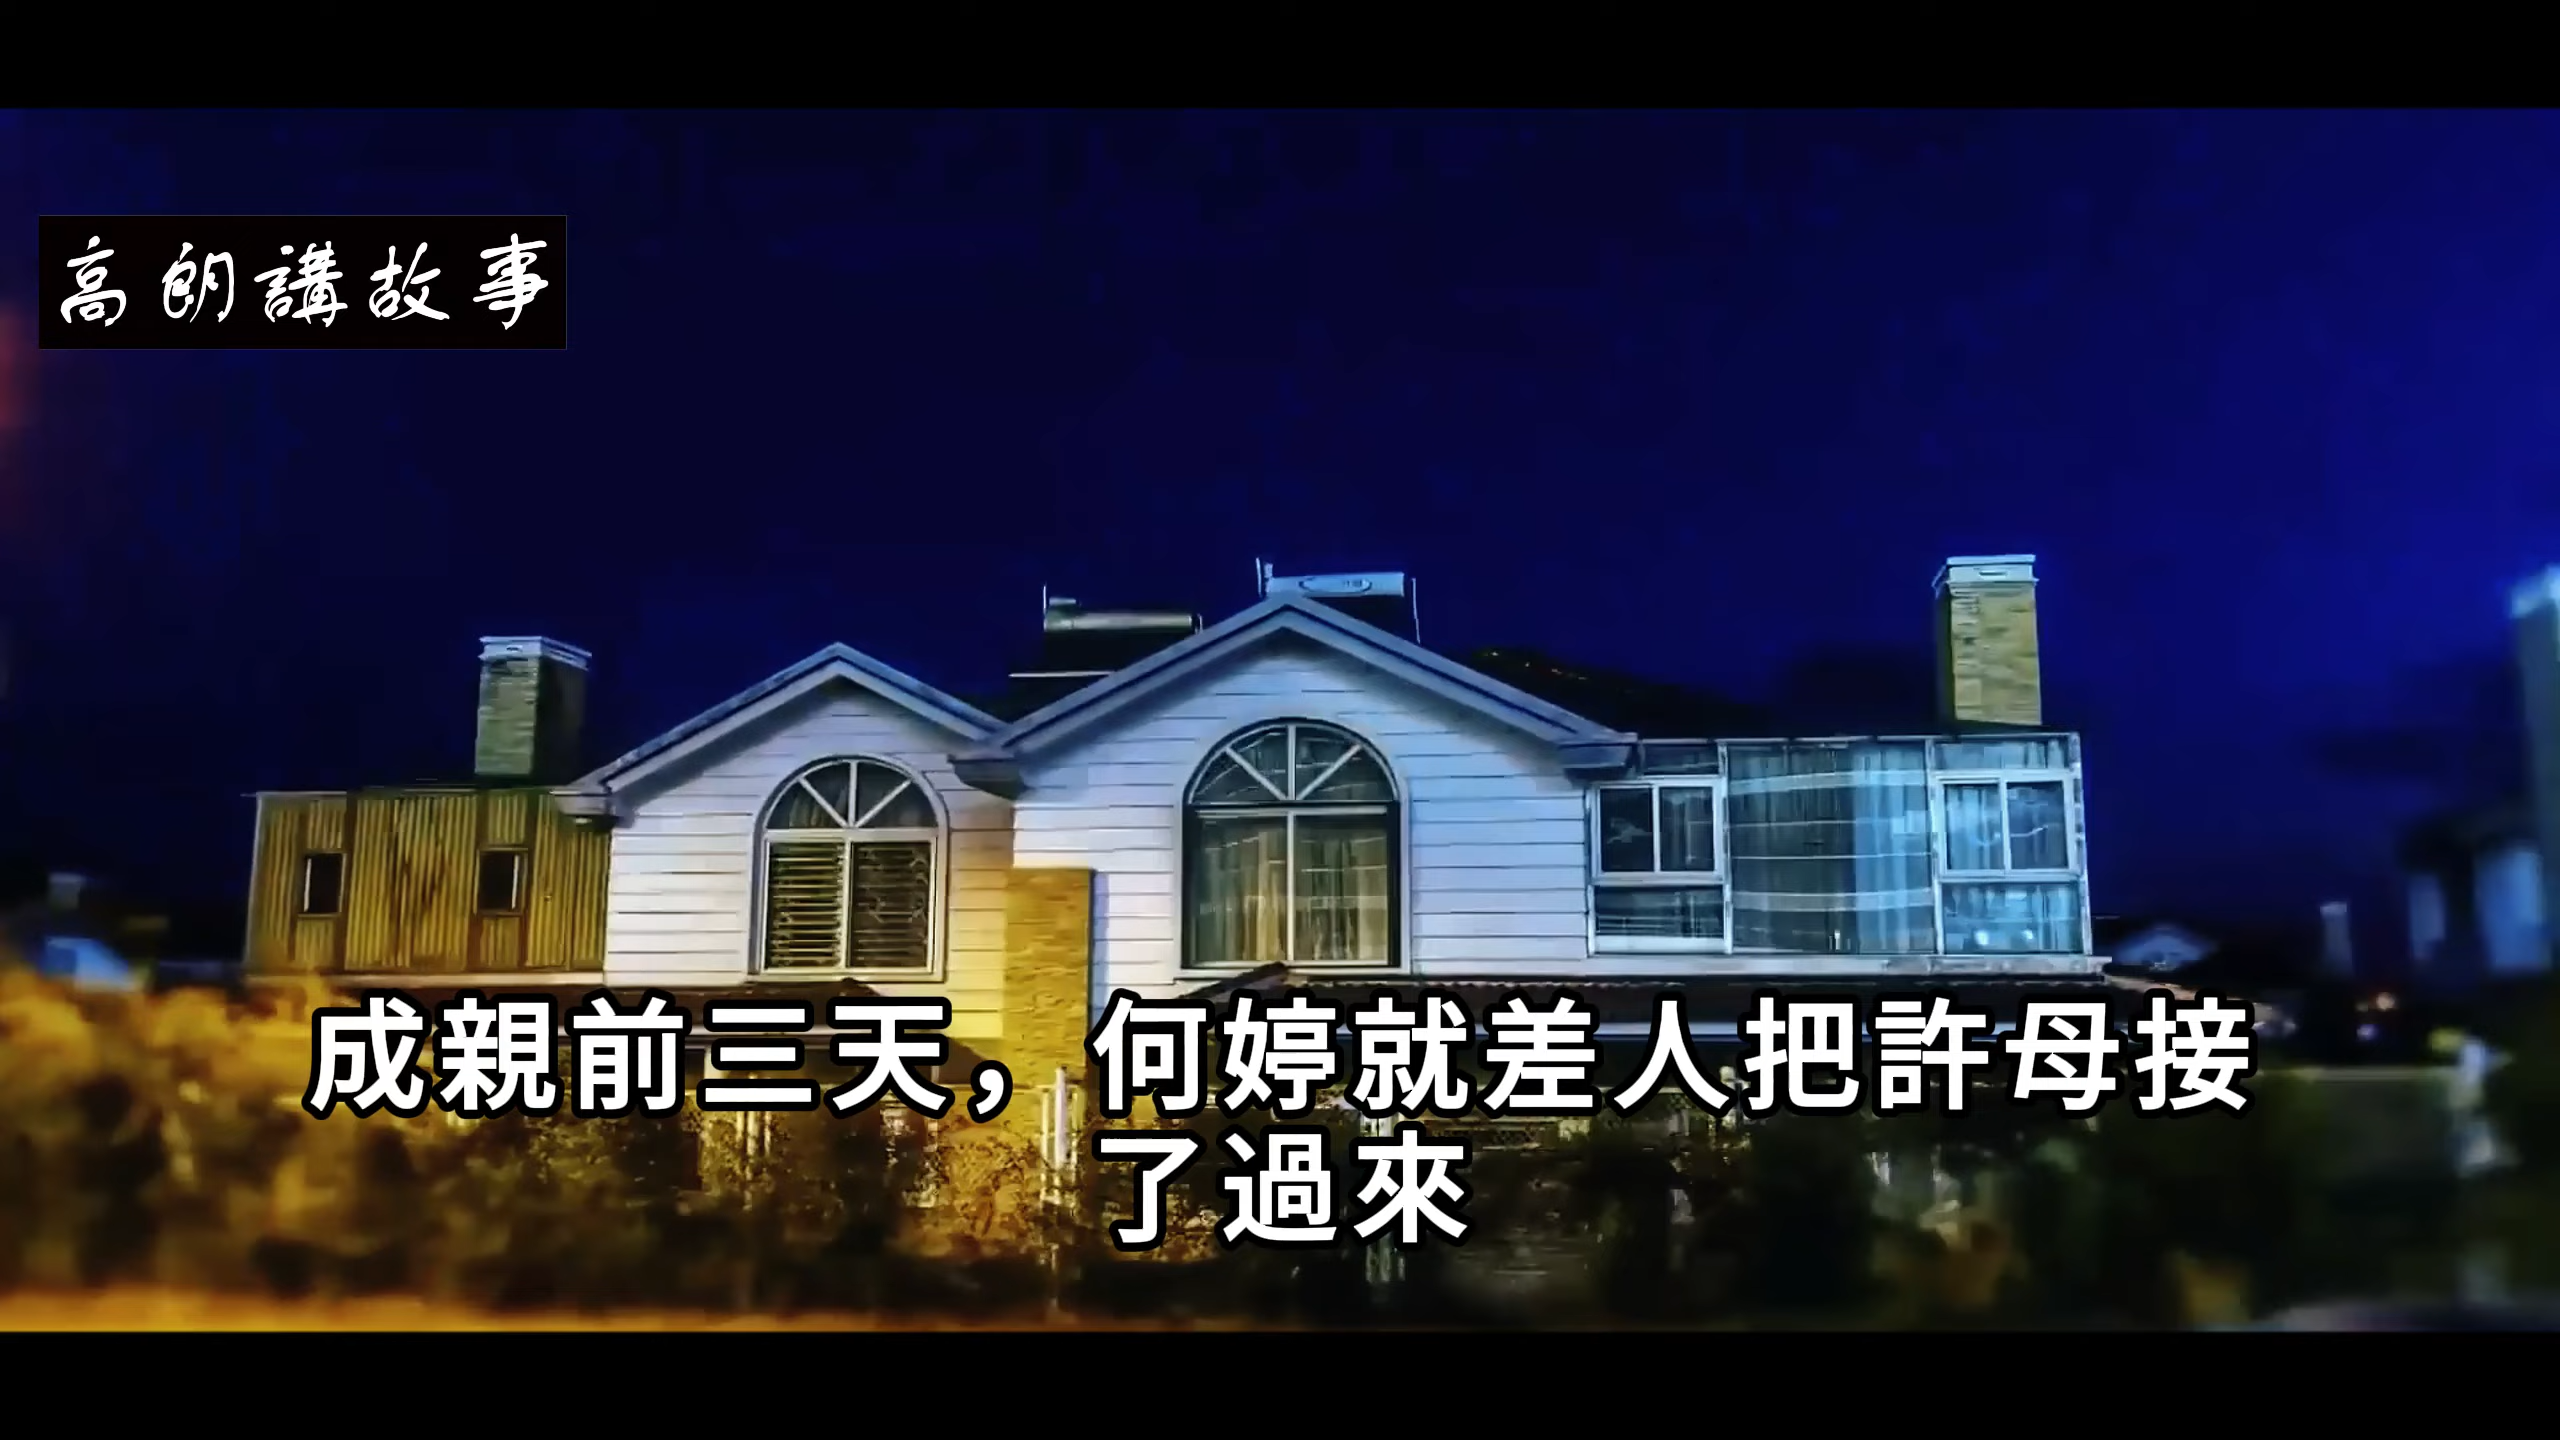 高朗講故事
成親前三天，何婷就差人把許母接
了過來